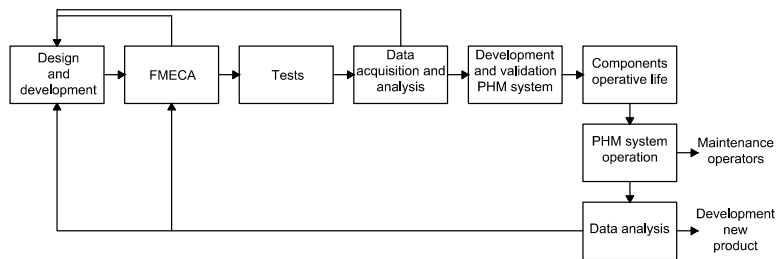 Design
and
development
FMECA
Tests
Data
acquisition and
analysis
Development
and validation
PHM system
Components
operative life
PHM system
operation
Maintenance
operators
Data analysis
Development
new
product